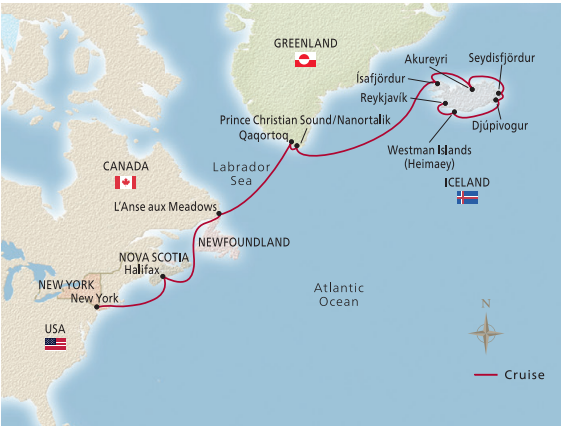 GREENLAND
Akureyri
Seydisfjördur
Ísafjördur
Reykjavík
Prince Christian Sound/Nanortalik
Qaqortoq
Djúpivogur
Westman Islands
(Heimaey)
CANADA
Labrador
Sea
ICELAND
L'Anse aux Meadows
NEWFOUNDLAND
NOVA SCOTIA
Halifax
NEW YORK
New York
Atlantic
Ocean
N
USA
Cruise